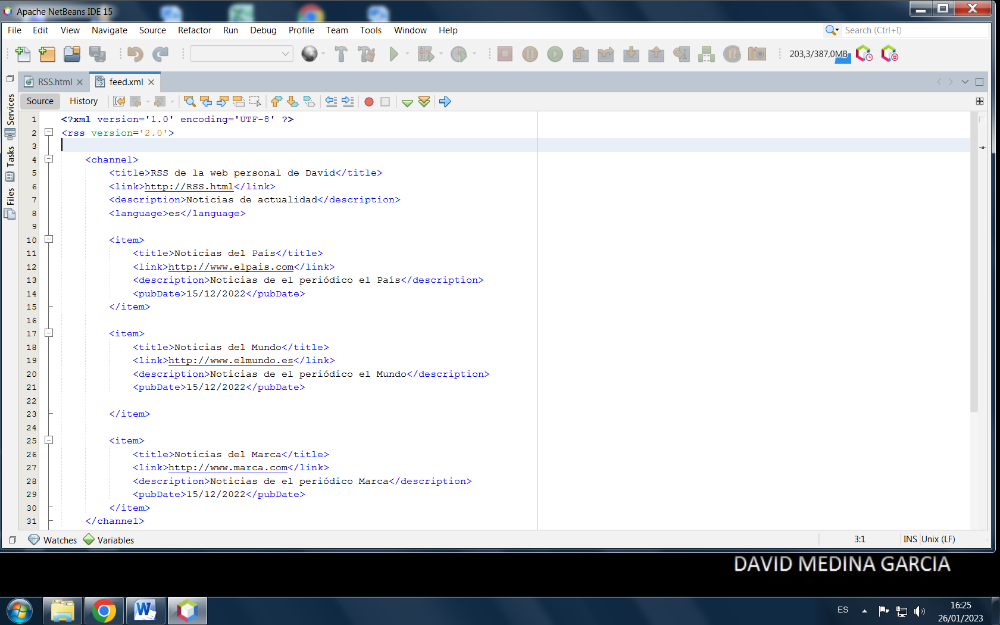 Apache NetBeans IDE 15
File Edit View Navigate Source Refactor Run Debug Profile Team Tools Window Help
Search (Ctrl+I)
203,3/387,0MB
RSS.html feed.xml
Source History
Services
Tasks
Files
1 <?xml version='1.0' encoding='UTF-8' ?>
2 <rss version='2.0'>
3
4 <channel>
5 <title>RSS de la web personal de David</title>
6 <link>http://RSS.html</link>
7 <description>Noticias de actualidad</description>
8 <language>es</language>
9
10 <item>
11 <title>Noticias del País</title>
12 <link>http://www.elpais.com</link>
13 <description>Noticias de el periódico el País</description>
14 <pubDate>15/12/2022</pubDate>
15 </item>
16
17 <item>
18 <title>Noticias del Mundo</title>
19 <link>http://www.elmundo.es</link>
20 <description>Noticias de el periódico el Mundo</description>
21 <pubDate>15/12/2022</pubDate>
22
23 </item>
24
25 <item>
26 <title>Noticias del Marca</title>
27 <link>http://www.marca.com</link>
28 <description>Noticias de el periódico Marca</description>
29 <pubDate>15/12/2022</pubDate>
30 </item>
31 </channel>
Watches Variables
3:1 INS Unix (LF)
DAVID MEDINA GARCIA
ES
16:25
26/01/2023